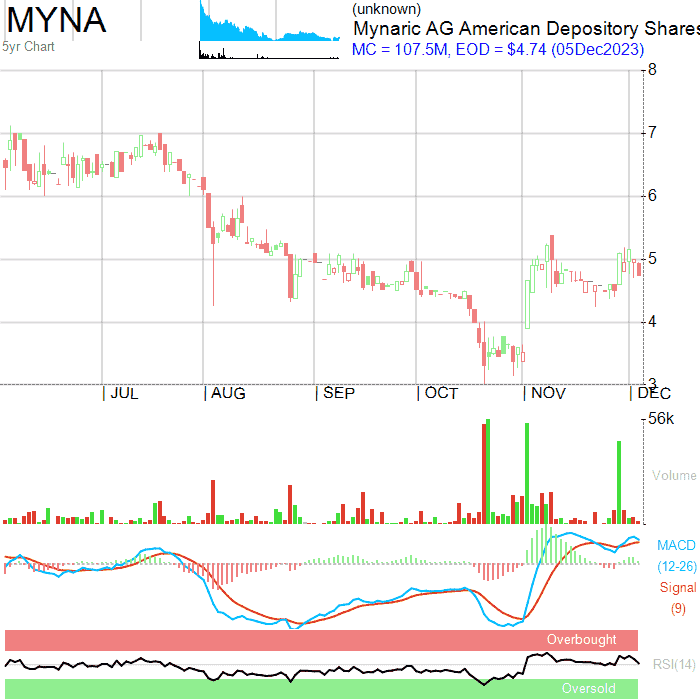 MYNA
5yr Chart
(unknown)
Mynaric AG American Depository Shares
MC = 107.5M, EOD = $4.74 (05Dec2023)
8
7
6
5
4
3
JUL
AUG
SEP
OCT
NOV
DEC
56k
Volume
MACD
(12-26)
Signal
(9)
Overbought
RSI(14)
Oversold